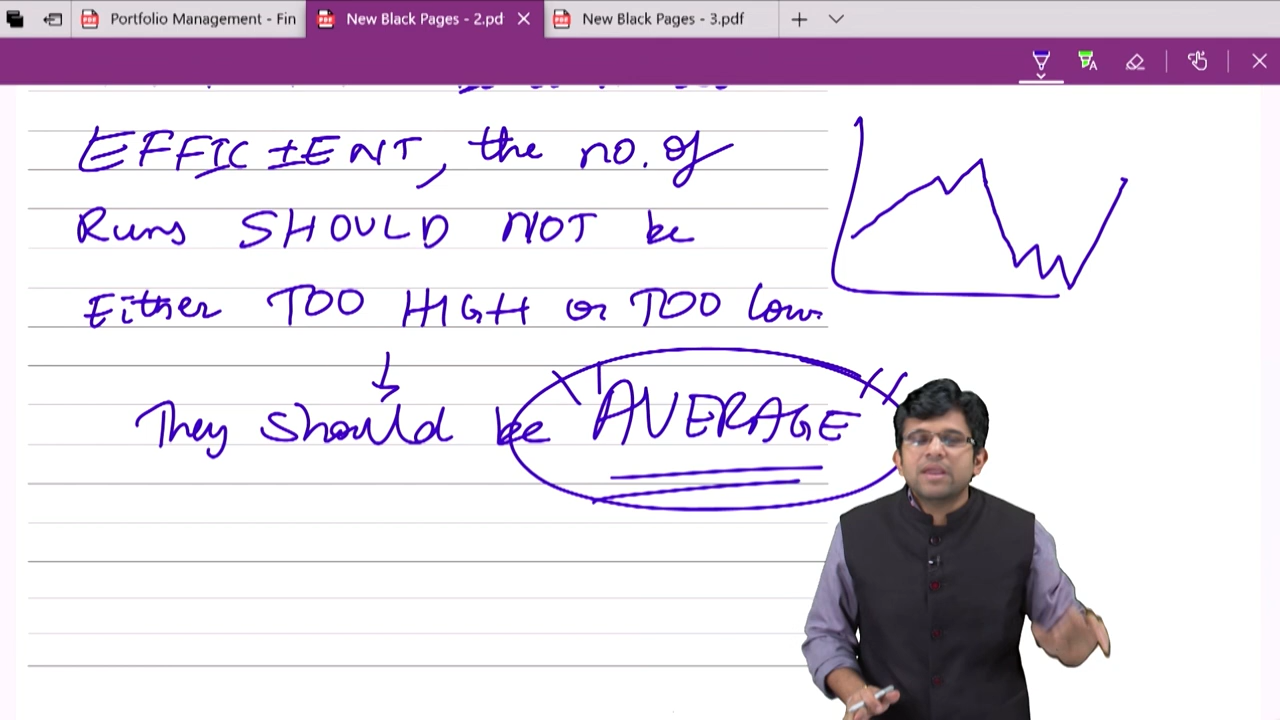 Portfolio Management - Fin
New Black Pages - 2.pd
New Black Pages - 3.pdf
EFFICIENT, the no. of
Runs SHOULD NOT be
Either TOO HIGH or TOO low
They should be "AVERAGE"